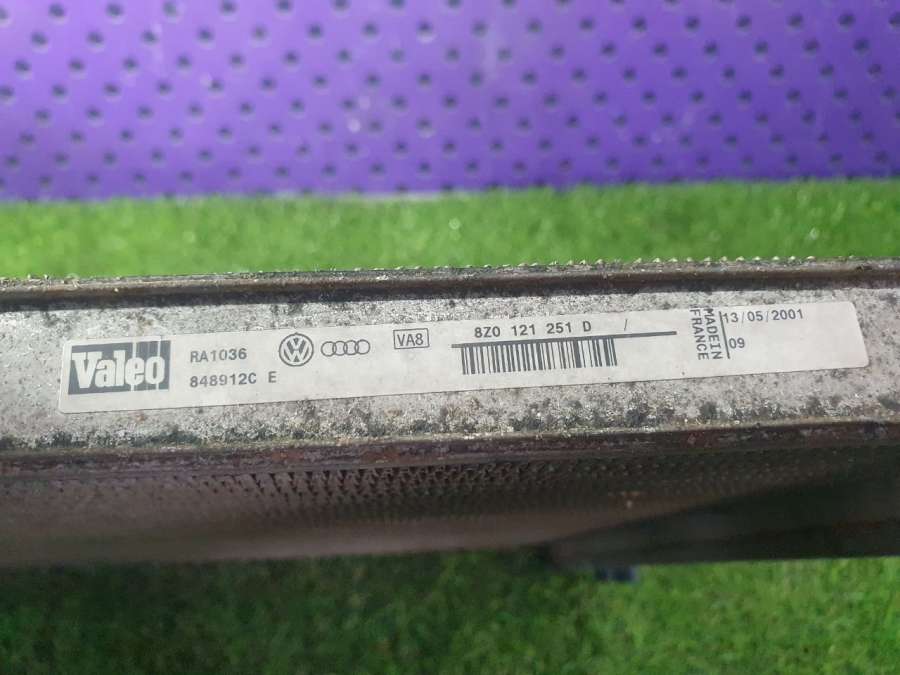 Valeo
RA1036
848912C E
VA8
8Z0 121 251 D /
MADE IN
FRANCE
13/05/2001
09